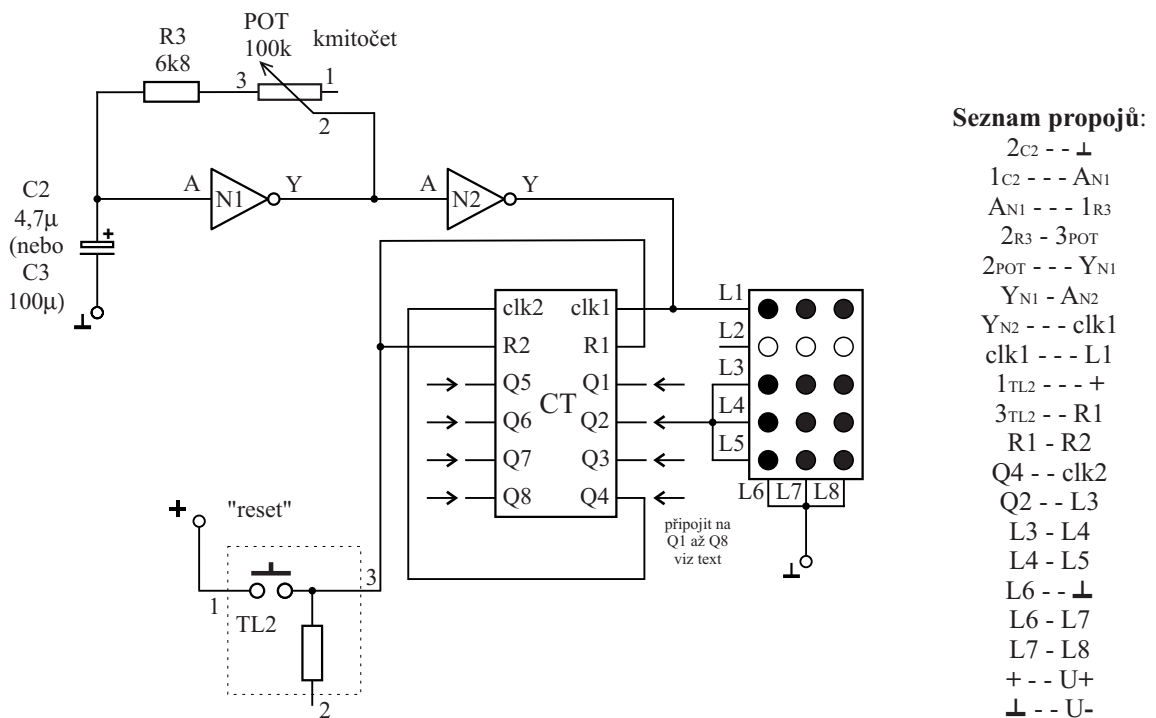 R3
6k8
POT
100k
kmitočet
3
1
2
C2
4,7µ
(nebo
C3
100µ)
+
A
N1
Y
A
N2
Y
clk2
clk1
R2
R1
Q5
Q1
CT
Q6
Q2
Q7
Q3
Q8
Q4
L1
L2
L3
L4
L5
L6
L7
L8
připojit na
Q1 až Q8
viz text
+
"reset"
1
TL2
3
2
Seznam propojů:
2C2 - - ⊥
1C2 - - - AN1
AN1 - - - 1R3
2R3 - 3POT
2POT - - - YN1
YN1 - AN2
YN2 - - - clk1
clk1 - - - L1
1TL2 - - - +
3TL2 - - R1
R1 - R2
Q4 - - clk2
Q2 - - L3
L3 - L4
L4 - L5
L6 - - ⊥
L6 - L7
L7 - L8
+ - - U+
⊥ - - U-